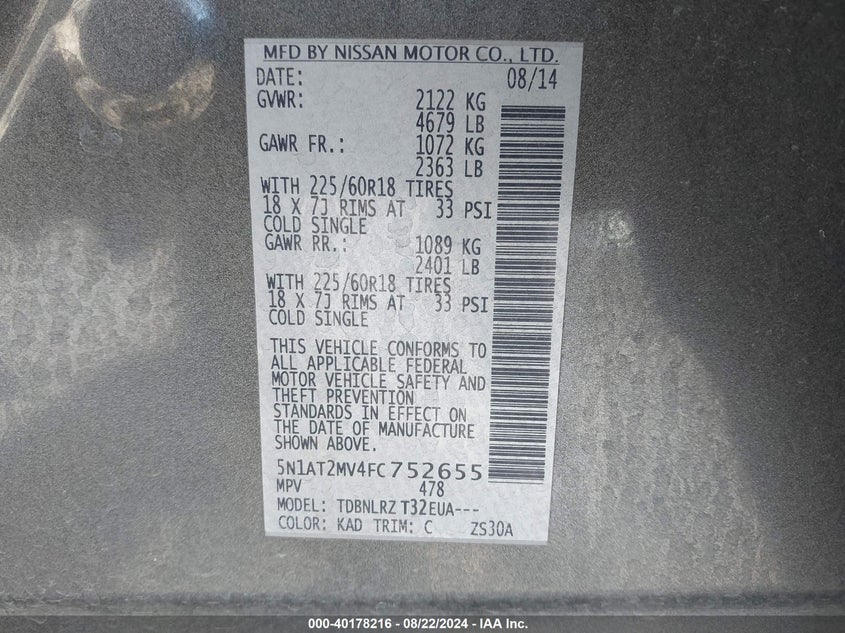 MFD BY NISSAN MOTOR CO., LTD.
DATE: 08/14
GVWR: 2122 KG
4679 LB
GAWR FR.: 1072 KG
2363 LB
WITH 225/60R18 TIRES
18 X 7J RIMS AT 33 PSI
COLD SINGLE
GAWR RR.: 1089 KG
2401 LB
WITH 225/60R18 TIRES
18 X 7J RIMS AT 33 PSI
COLD SINGLE
THIS VEHICLE CONFORMS TO
ALL APPLICABLE FEDERAL
MOTOR VEHICLE SAFETY AND
THEFT PREVENTION
STANDARDS IN EFFECT ON
THE DATE OF MANUFACTURE
SHOWN ABOVE.
5N1AT2MV4FC752655
MPV 478
MODEL: TDBNLRZ T32EUA---
COLOR: KAD TRIM: C ZS30A
000-40178216 - 08/22/2024 - IAA Inc.